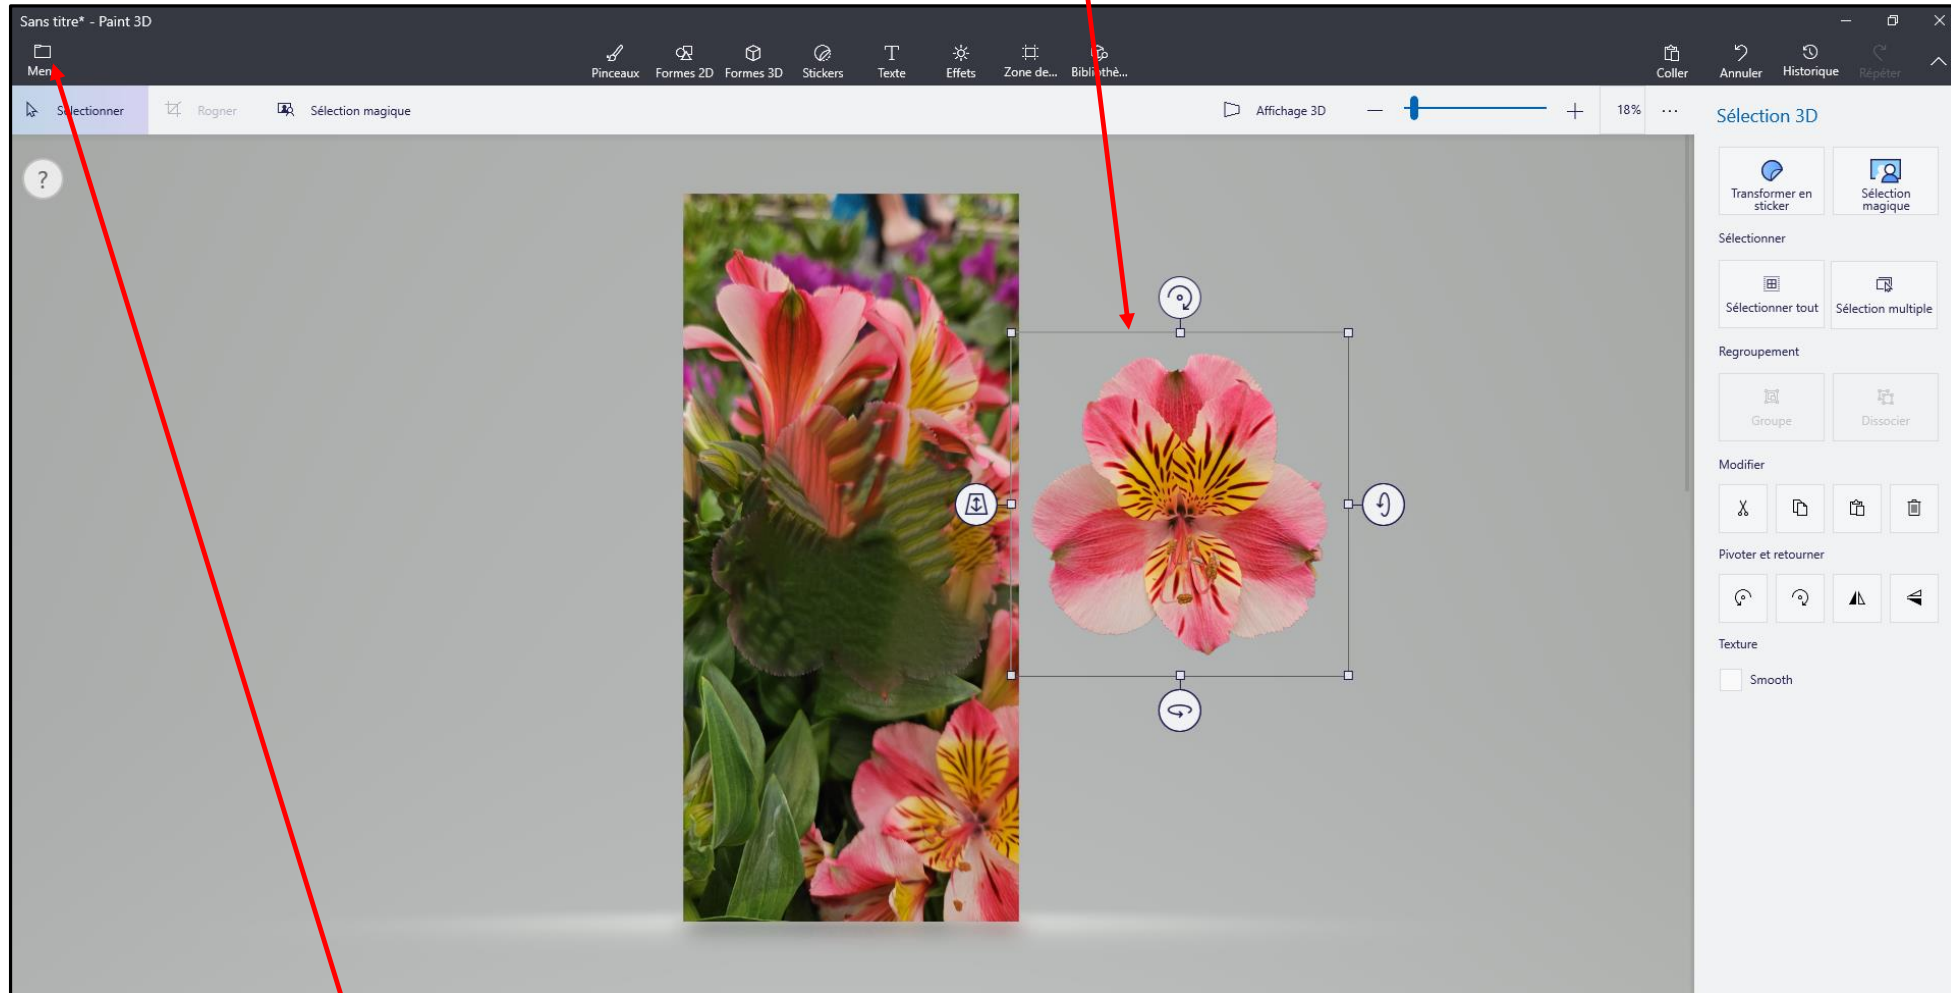 Sans titre* - Paint 3D
Men
Pinceaux Formes 2D Formes 3D Stickers Texte Effets Zone de... Bibliothè...
Coller Annuler Historique Répéter
Sélectionner Rogner Sélection magique Affichage 3D 18% ...
Sélection 3D
?
Transformer en
sticker
Sélection
magique
Sélectionner
Sélectionner tout Sélection multiple
Regroupement
Groupe Dissocier
Modifier
Pivoter et retourner
Texture
Smooth